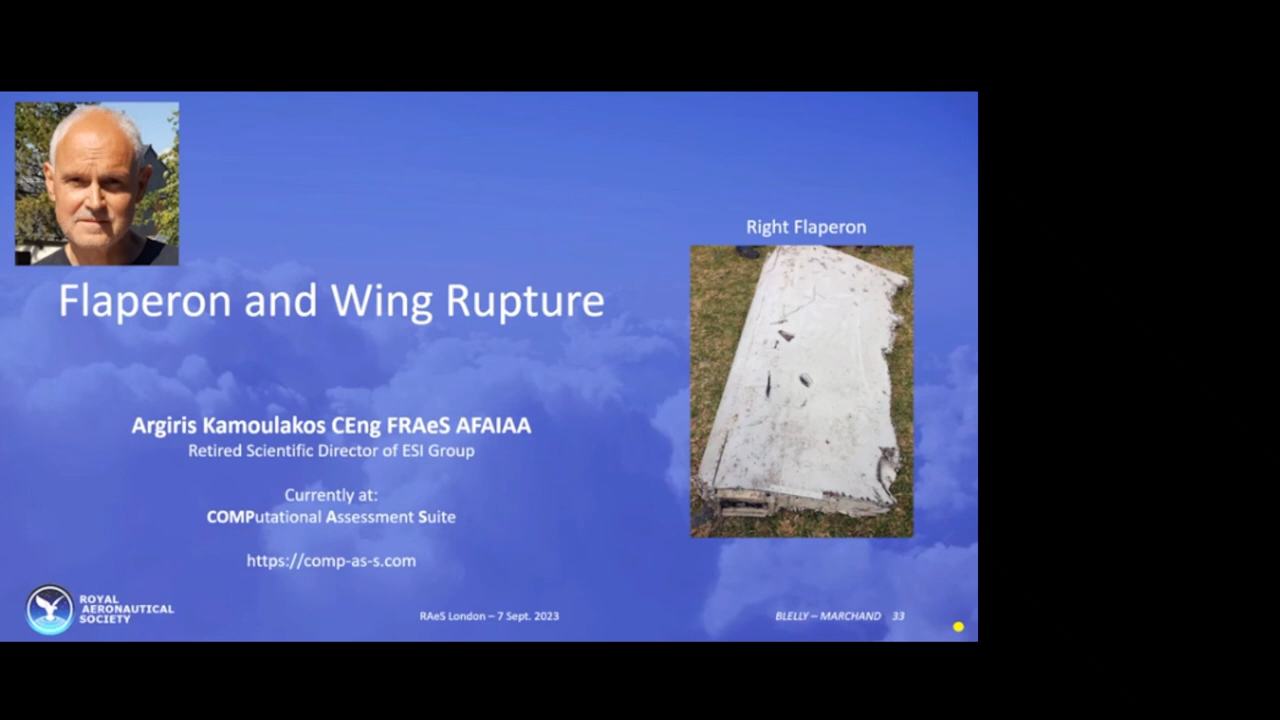 Right Flaperon
Flaperon and Wing Rupture
Argiris Kamoulakos CEng FRAeS AFAIAA
Retired Scientific Director of ESI Group
Currently at:
COMPutational Assessment Suite
https://comp-as-s.com
ROYAL
AERONAUTICAL
SOCIETY
RAeS London – 7 Sept. 2023
BLELLY – MARCHAND 33